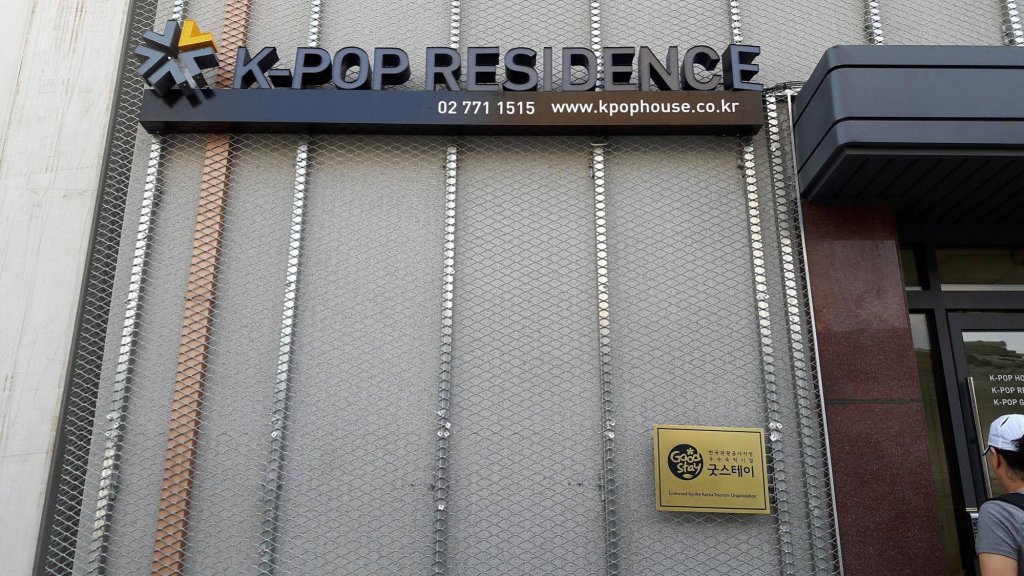 K-POP RESIDENCE
02 771 1515 www.kpophouse.co.kr
Good
stay
한국관광공사지정
우수숙박시설
굿스테이
Endorsed by the Korea Tourism Organization
K-POP HO
K-POP RE
K-POP G